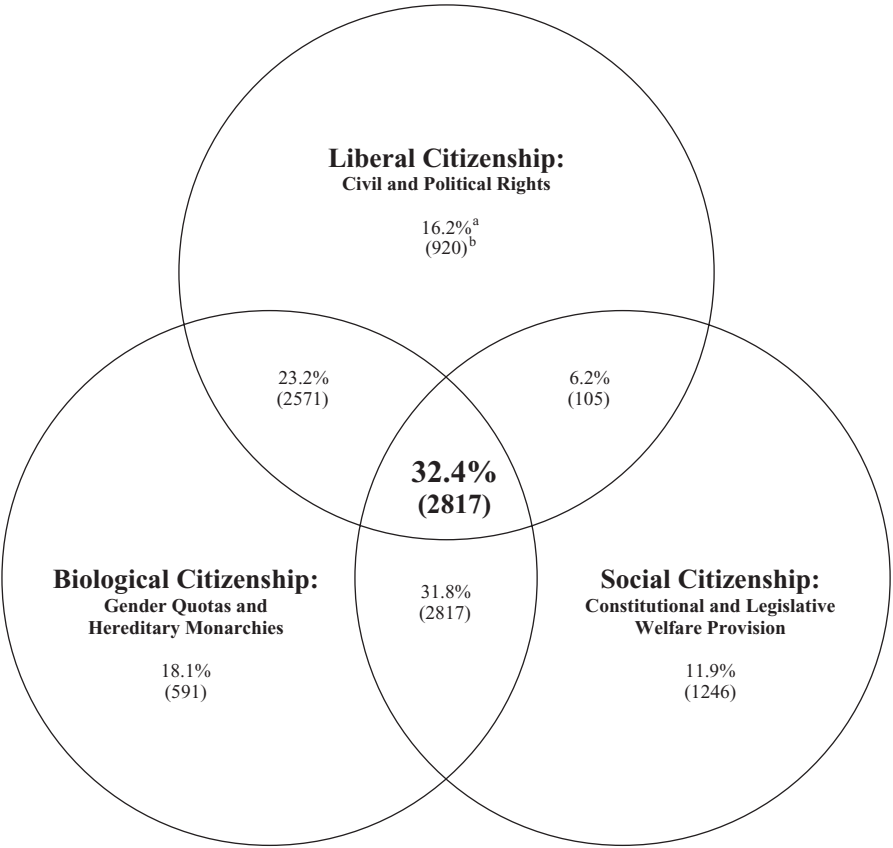 Liberal Citizenship:
Civil and Political Rights
16.2%a
(920)b
23.2%
(2571)
6.2%
(105)
32.4%
(2817)
Biological Citizenship:
Gender Quotas and
Hereditary Monarchies
18.1%
(591)
31.8%
(2817)
Social Citizenship:
Constitutional and Legislative
Welfare Provision
11.9%
(1246)